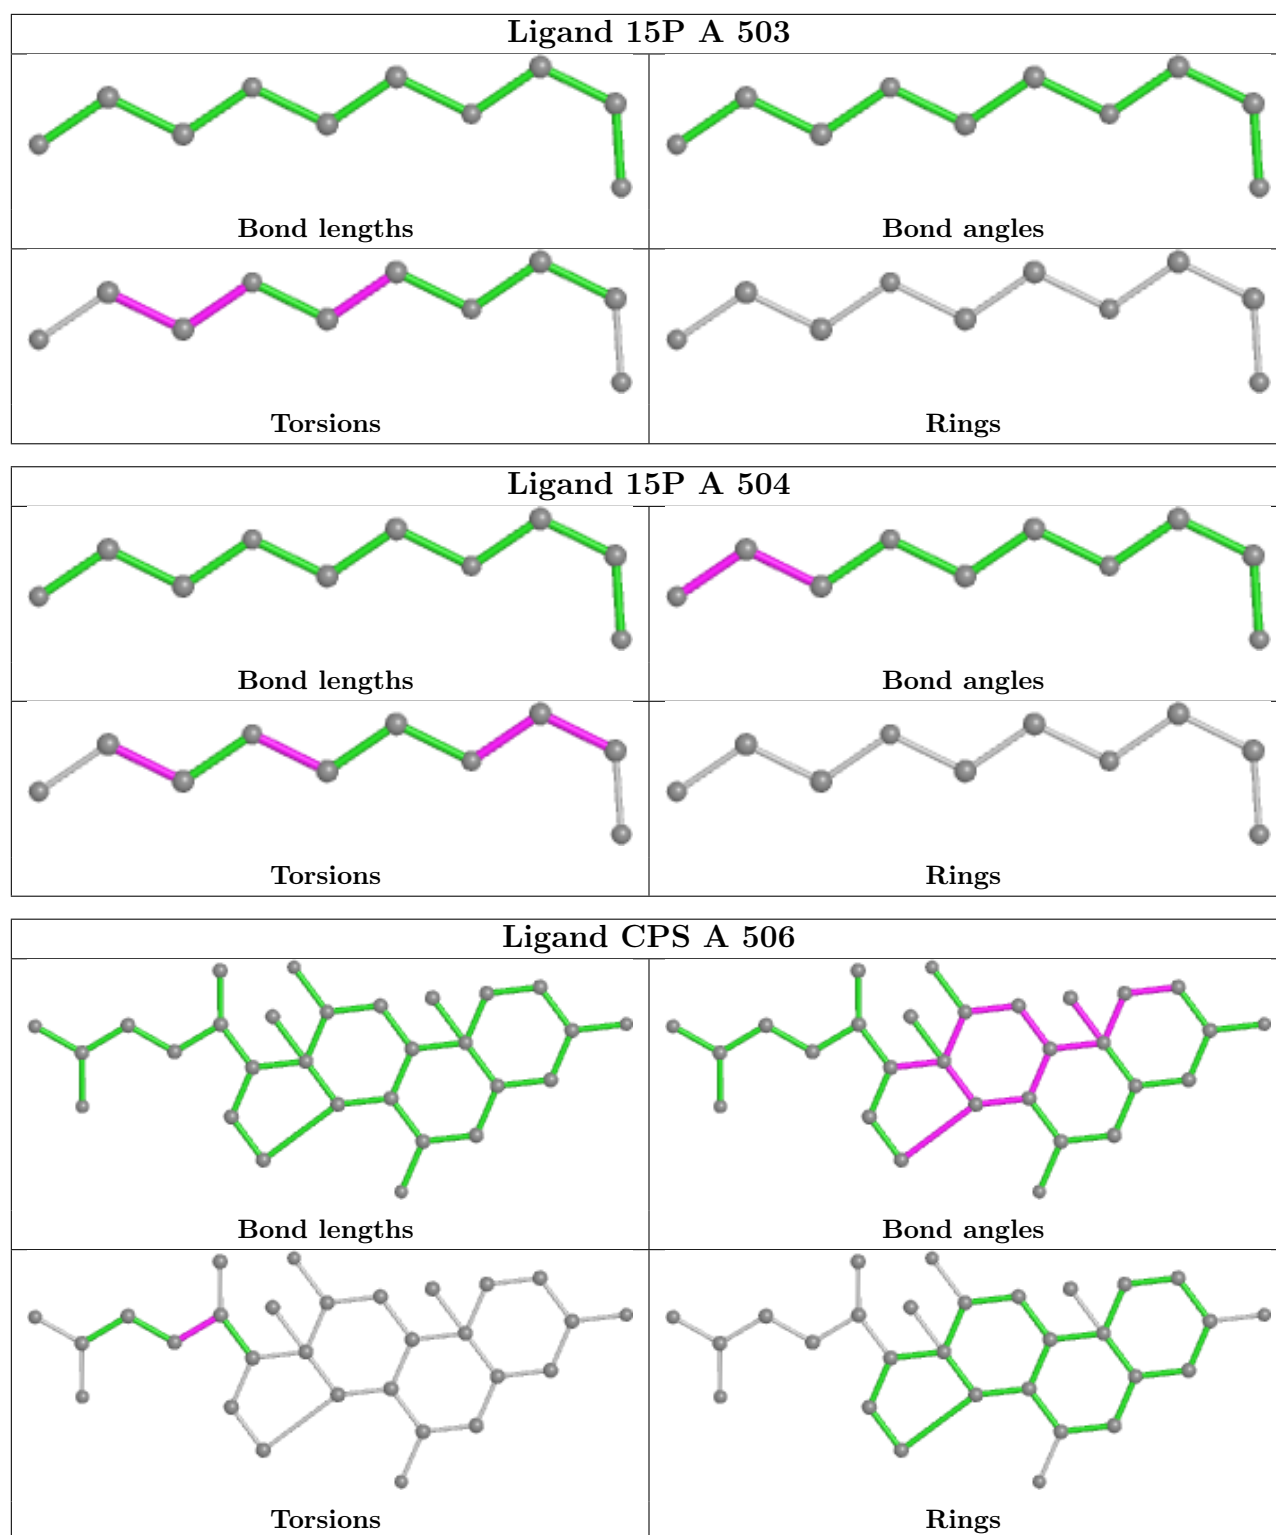 Ligand 15P A 503
Bond lengths
Bond angles
Torsions
Rings
Ligand 15P A 504
Bond lengths
Bond angles
Torsions
Rings
Ligand CPS A 506
Bond lengths
Bond angles
Torsions
Rings